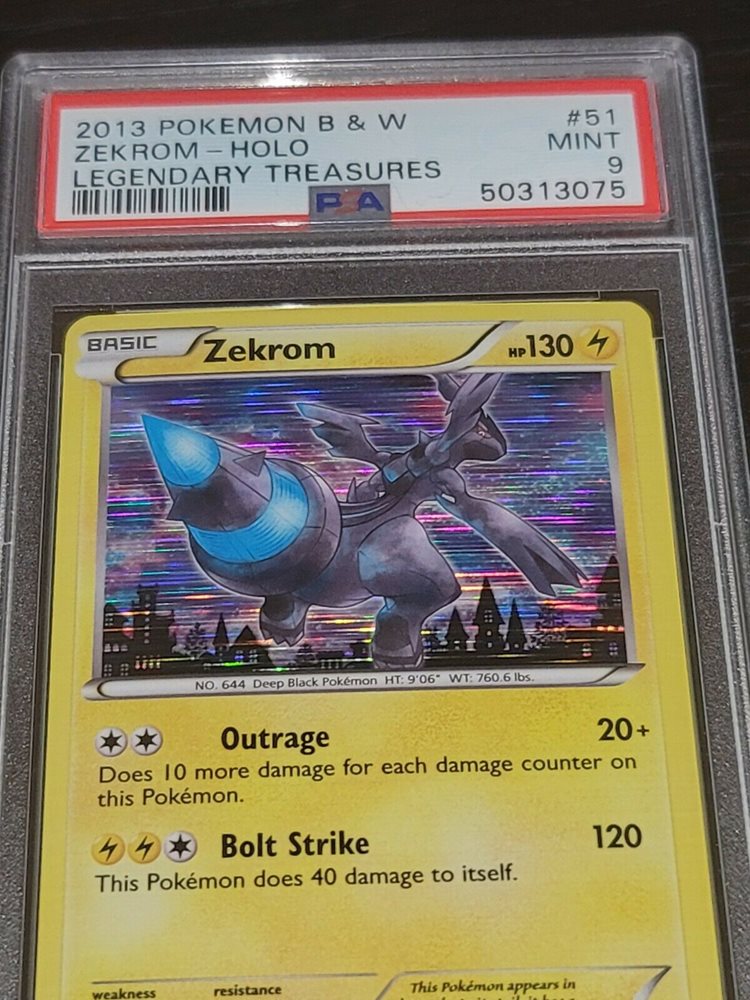 2013 POKEMON B & W #51
ZEKROM - HOLO MINT
LEGENDARY TREASURES 9
PSA 50313075
BASIC Zekrom HP130
NO. 644 Deep Black Pokémon HT: 9'06" WT: 760.6 lbs.
Outrage 20+
Does 10 more damage for each damage counter on
this Pokémon.
Bolt Strike 120
This Pokémon does 40 damage to itself.
weakness resistance This Pokémon appears in